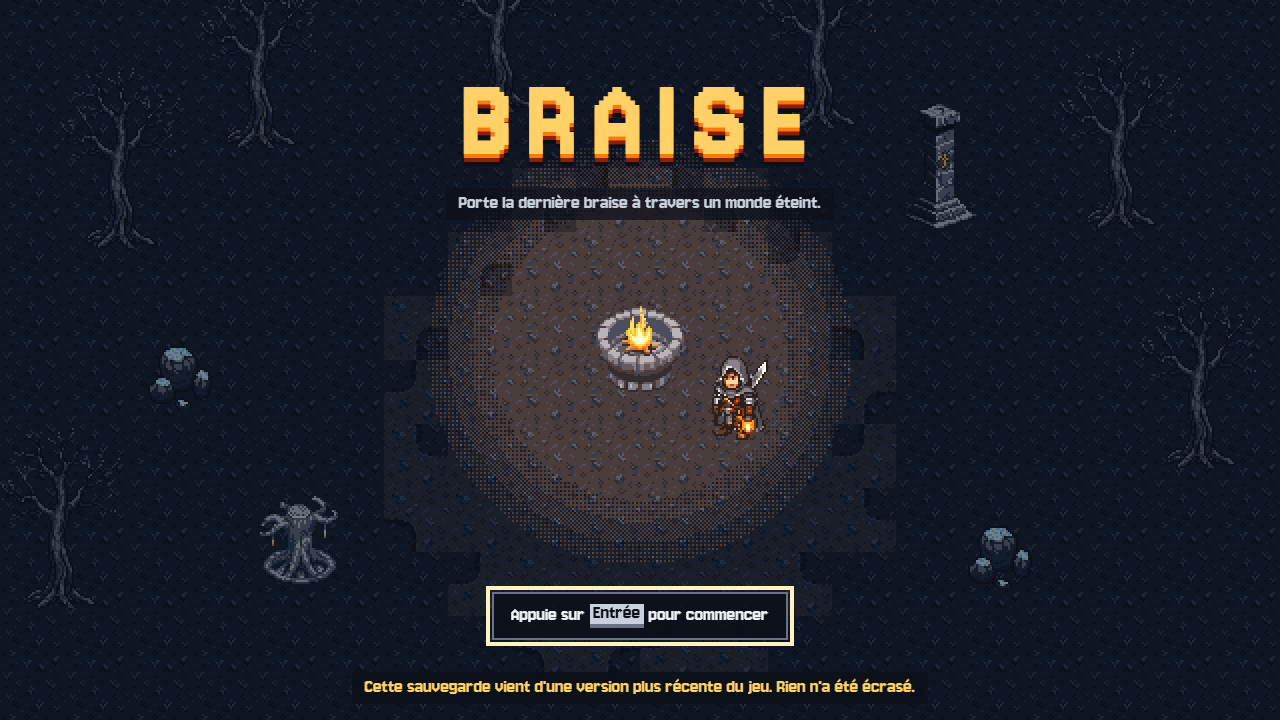 BRAISE
Porte la dernière braise à travers un monde éteint.
Appuie sur Entrée pour commencer
Cette sauvegarde vient d'une version plus récente du jeu. Rien n'a été écrasé.